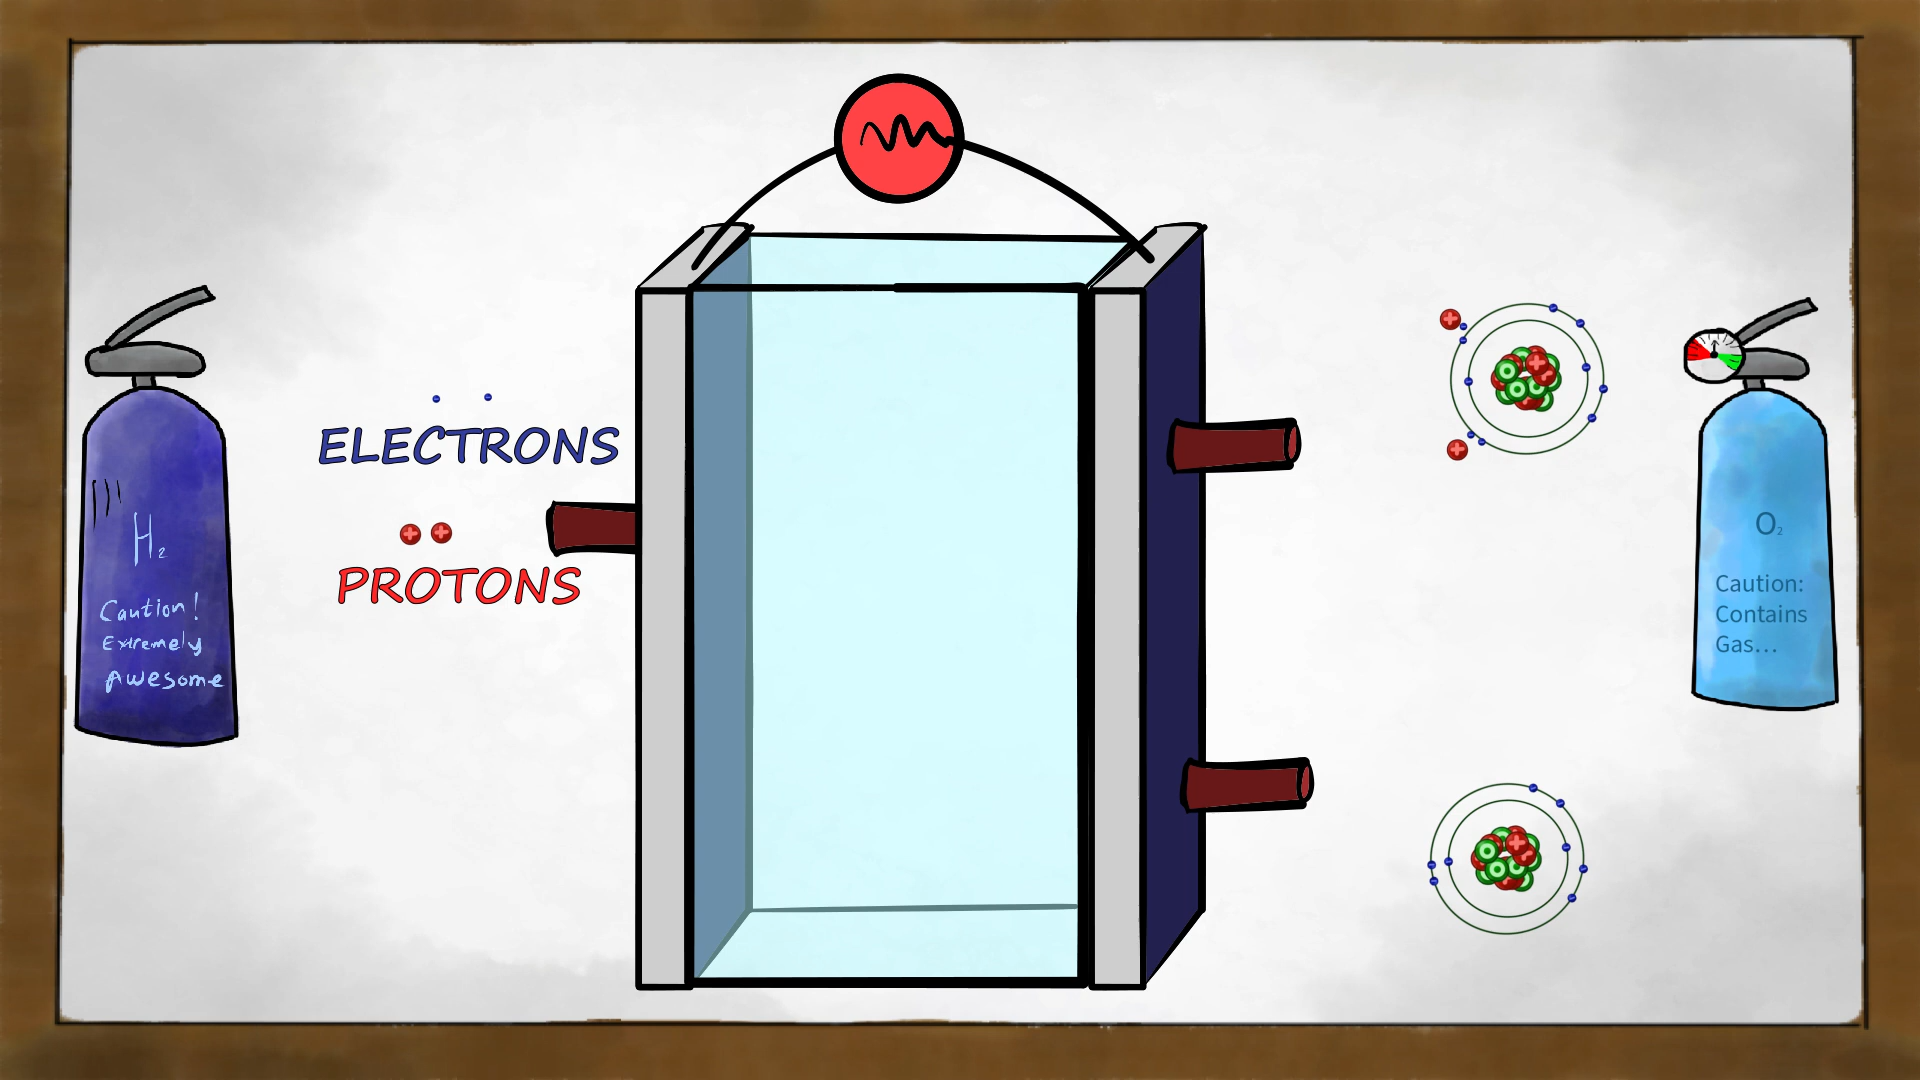 ELECTRONS
PROTONS
H₂
Caution!
Extremely
Awesome
O₂
Caution:
Contains
Gas...